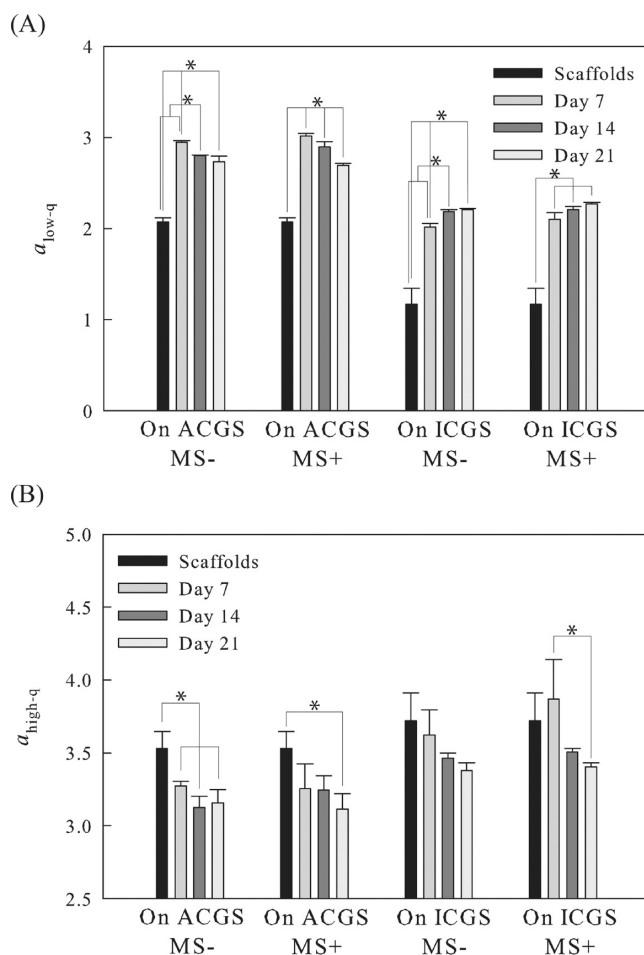 (A)
4
3
2
1
0
a low-q
* * * * * *
Scaffolds
Day 7
Day 14
Day 21
On ACGS On ACGS On ICGS On ICGS
MS- MS+ MS- MS+
(B)
5.0
4.5
4.0
3.5
3.0
2.5
a high-q
Scaffolds
Day 7
Day 14
Day 21
* * *
On ACGS On ACGS On ICGS On ICGS
MS- MS+ MS- MS+